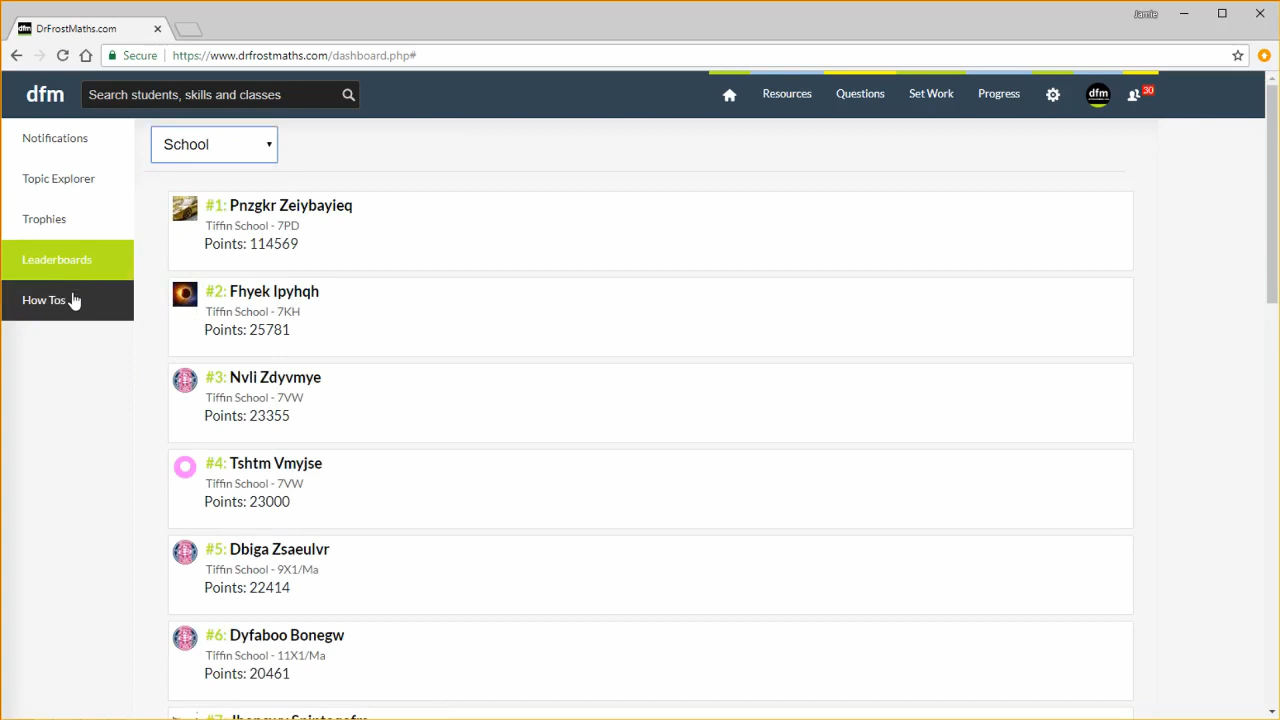 Jamie
DrFrostMaths.com
Secure
https://www.drfrostmaths.com/dashboard.php#
dfm
Search students, skills and classes
Resources
Questions
Set Work
Progress
dfm
30
Notifications
Topic Explorer
Trophies
Leaderboards
How Tos
School
#1: Pnzgkr Zeiybayieq
Tiffin School - 7PD
Points: 114569
#2: Fhyek Ipyhqh
Tiffin School - 7KH
Points: 25781
#3: Nvli Zdyvmye
Tiffin School - 7VW
Points: 23355
#4: Tshtm Vmyjse
Tiffin School - 7VW
Points: 23000
#5: Dbiga Zsaeulvr
Tiffin School - 9X1/Ma
Points: 22414
#6: Dyfaboo Bonegw
Tiffin School - 11X1/Ma
Points: 20461
#7: